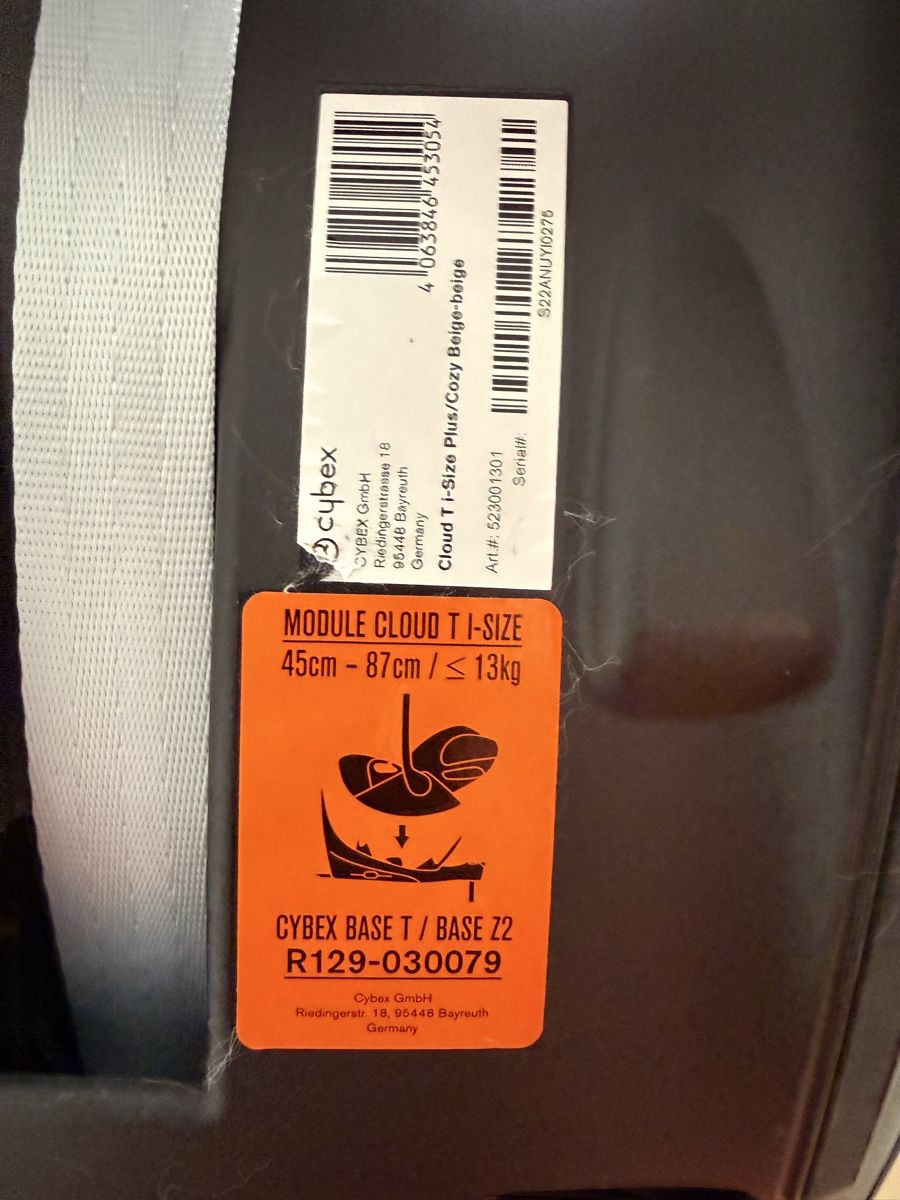 cybex
CYBEX GmbH
Riedingerstrasse 18
95448 Bayreuth
Germany
4 063846 453054
Cloud T i-Size Plus/Cozy Beige-beige
Art.#: 523001301
Serial#:
S22ANUYI0275
MODULE CLOUD T I-SIZE
45cm – 87cm / ≤ 13kg
CYBEX BASE T / BASE Z2
R129-030079
Cybex GmbH
Riedingerstr. 18, 95448 Bayreuth
Germany